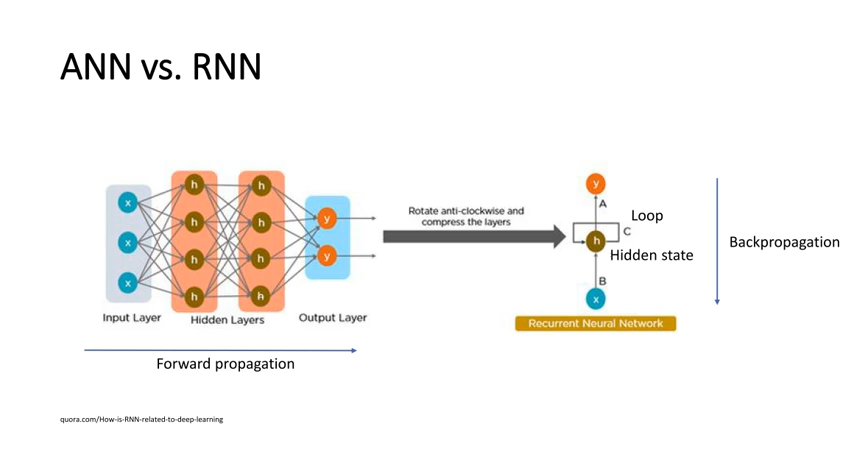 ANN vs. RNN
x
x
x
h
h
h
h
h
h
h
h
y
y
Input Layer
Hidden Layers
Output Layer
Forward propagation
Rotate anti-clockwise and
compress the layers
y
A
Loop
C
h
Hidden state
B
x
Recurrent Neural Network
Backpropagation
quora.com/How-is-RNN-related-to-deep-learning